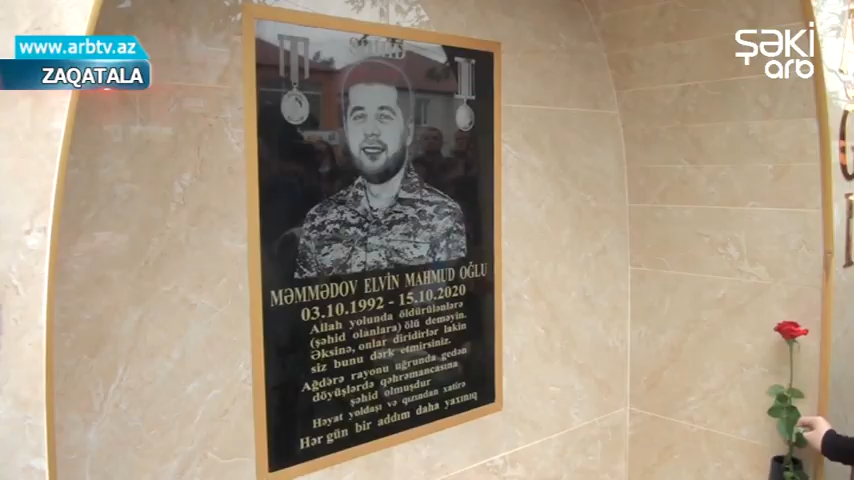 www.arbtv.az
ZAQATALA
ŞƏKİ
arb
MƏMMƏDOV ELVİN MAHMUD OĞLU
03.10.1992 - 15.10.2020
Allah yolunda öldürülənlərə
(şəhid olanlara) ölü deməyin.
Əksinə, onlar diridirlər lakin
siz bunu dərk etmirsiniz.
Ağdərə rayonu uğrunda gedən
döyüşlərdə qəhrəmancasına
şəhid olmuşdur
Həyat yoldaşı və qızından xatirə
Hər gün bir addım daha yaxınıq